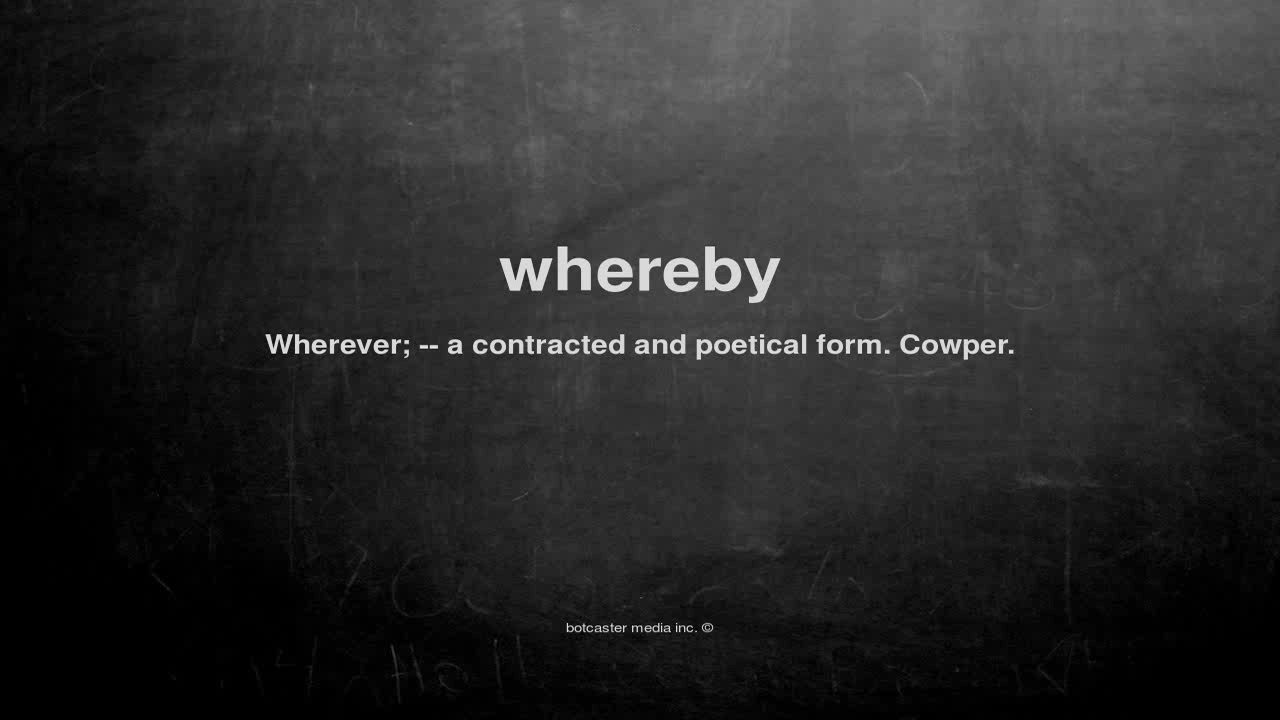 whereby
Wherever; -- a contracted and poetical form. Cowper.
botcaster media inc. ©